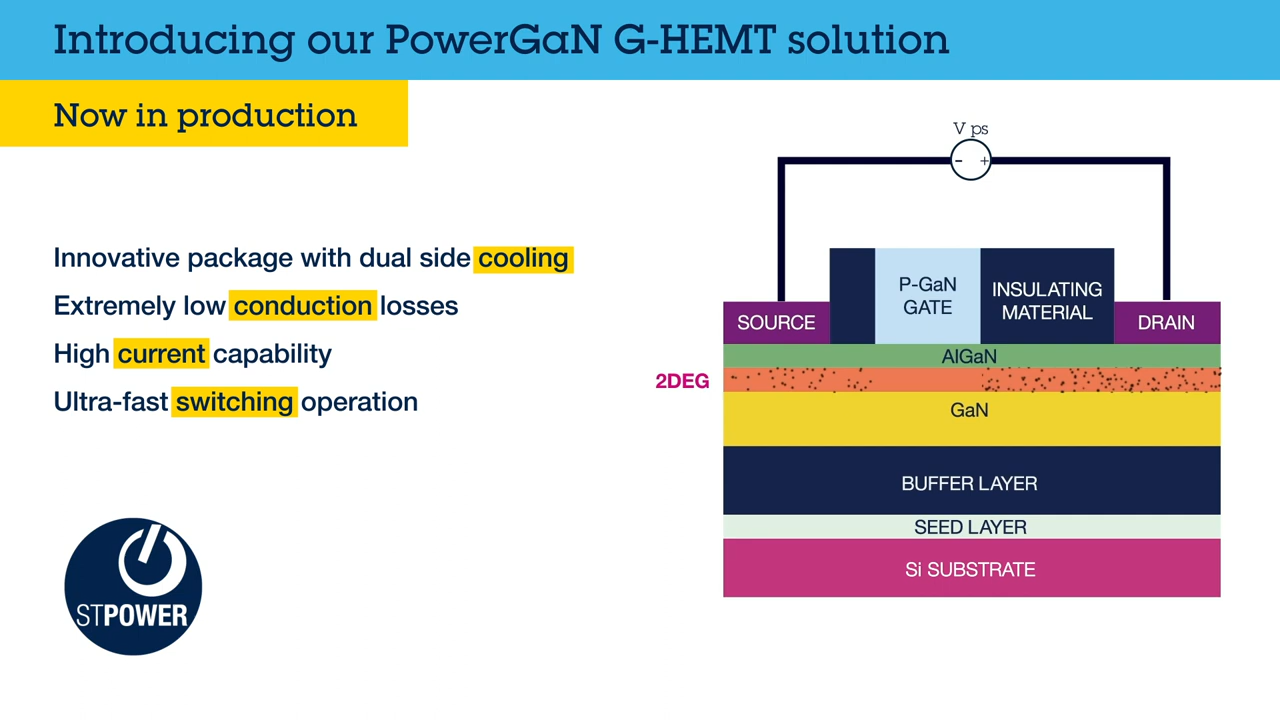 Introducing our PowerGaN G-HEMT solution
Now in production
Innovative package with dual side cooling
Extremely low conduction losses
High current capability
Ultra-fast switching operation
STPOWER
V ps
- +
P-GaN
GATE
INSULATING
MATERIAL
SOURCE
DRAIN
AlGaN
2DEG
GaN
BUFFER LAYER
SEED LAYER
Si SUBSTRATE